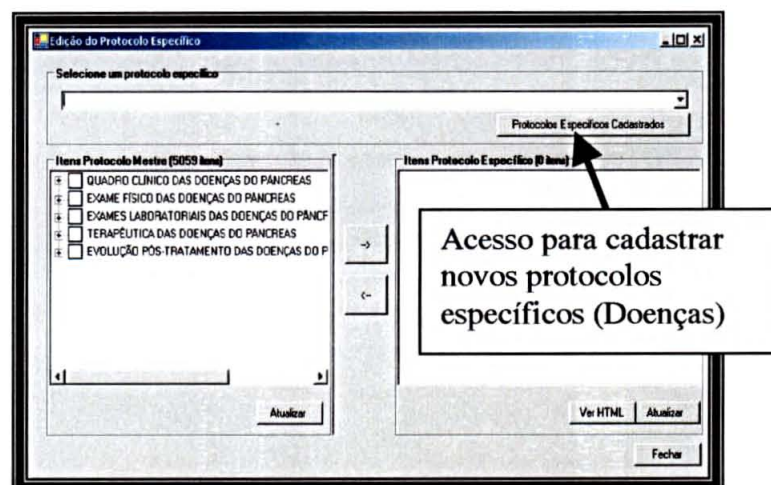 Edição do Protocolo Específico
Selecione um protocolo específico
Protocolos Específicos Cadastrados
Itens Protocolo Mestre (5059 itens)
QUADRO CLÍNICO DAS DOENÇAS DO PÂNCREAS
EXAME FÍSICO DAS DOENÇAS DO PÂNCREAS
EXAMES LABORATORIAIS DAS DOENÇAS DO PÂNCF
TERAPÊUTICA DAS DOENÇAS DO PÂNCREAS
EVOLUÇÃO PÓS-TRATAMENTO DAS DOENÇAS DO P
->
<-
Atualizar
Itens Protocolo Específico (0 itens)
Acesso para cadastrar
novos protocolos
específicos (Doenças)
Ver HTML
Atualizar
Fechar